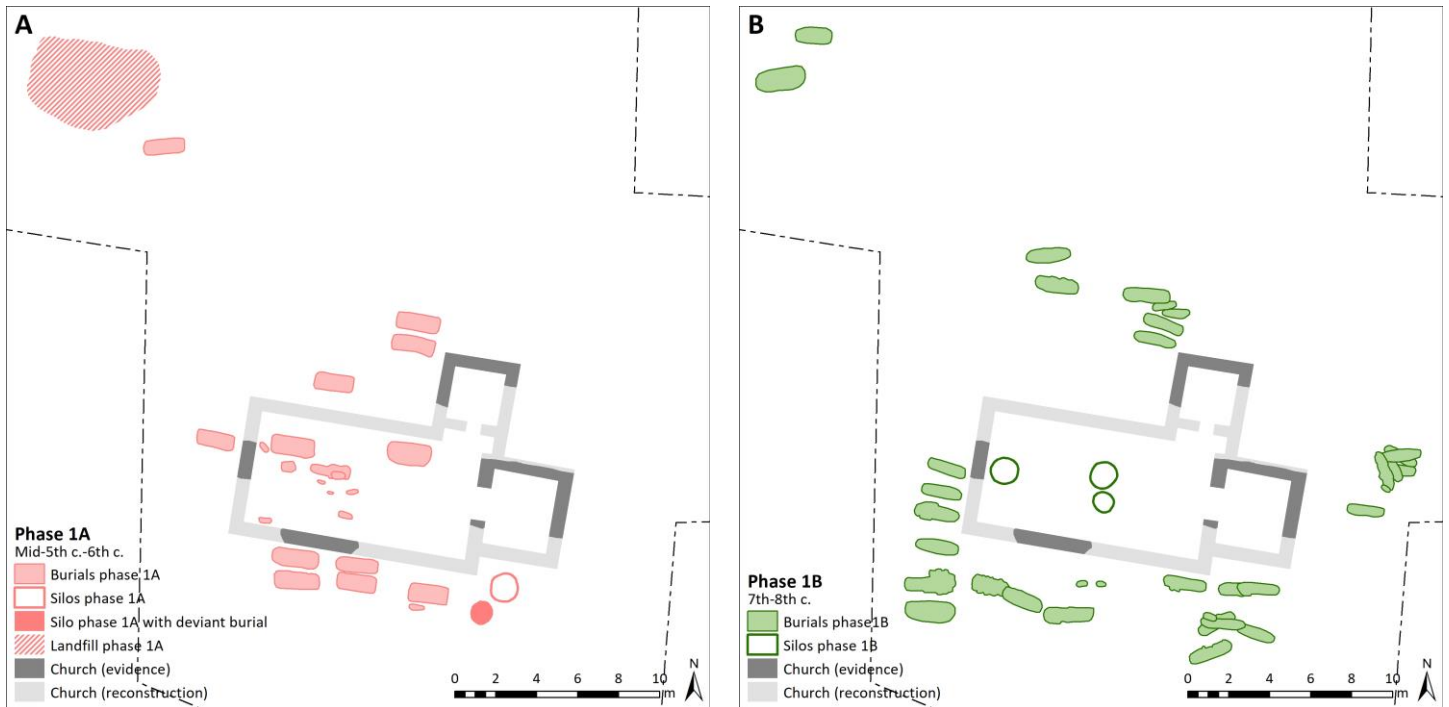 A
Phase 1A
Mid-5th c.-6th c.
Burials phase 1A
Silos phase 1A
Silo phase 1A with deviant burial
Landfill phase 1A
Church (evidence)
Church (reconstruction)
0 2 4 6 8 10
m
N
B
Phase 1B
7th-8th c.
Burials phase1B
Silos phase 1B
Church (evidence)
Church (reconstruction)
0 2 4 6 8 10
m
N